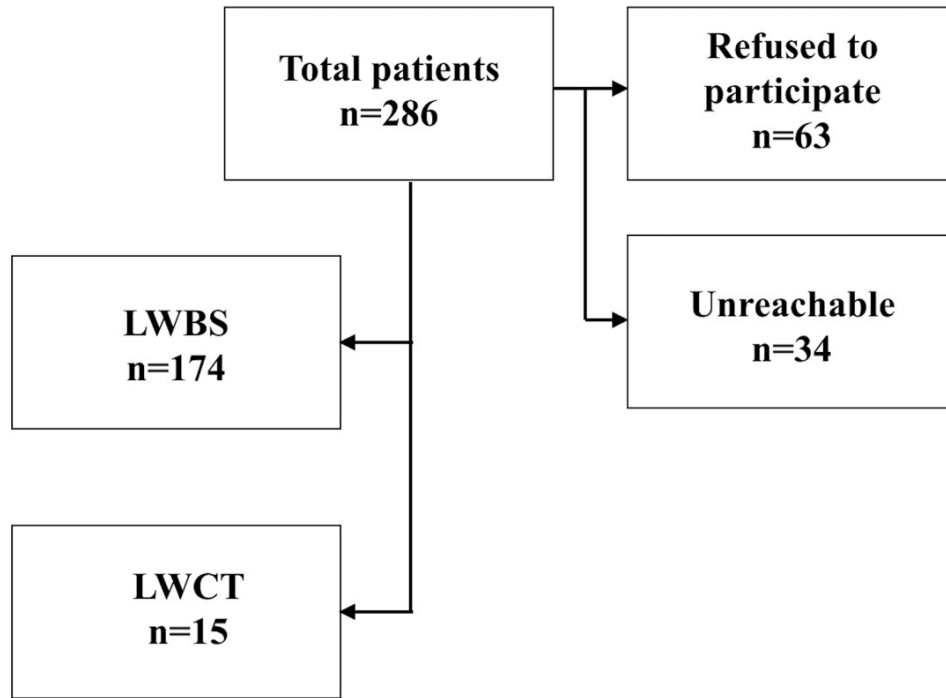 Total patients
n=286
Refused to
participate
n=63
Unreachable
n=34
LWBS
n=174
LWCT
n=15